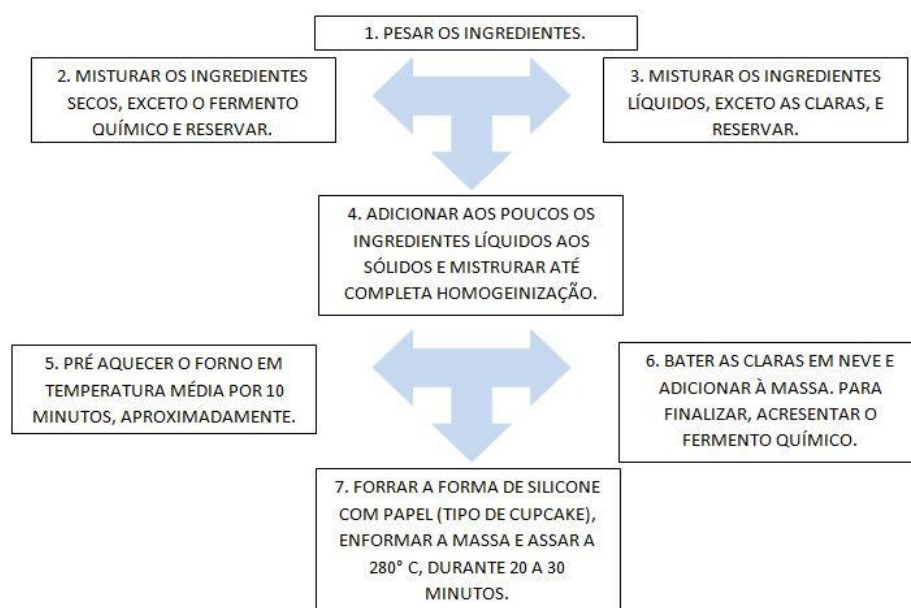 1. PESAR OS INGREDIENTES.
2. MISTURAR OS INGREDIENTES
SECOS, EXCETO O FERMENTO
QUÍMICO E RESERVAR.
3. MISTURAR OS INGREDIENTES
LÍQUIDOS, EXCETO AS CLARAS, E
RESERVAR.
4. ADICIONAR AOS POUCOS OS
INGREDIENTES LÍQUIDOS AOS
SÓLIDOS E MISTRURAR ATÉ
COMPLETA HOMOGEINIZAÇÃO.
5. PRÉ AQUECER O FORNO EM
TEMPERATURA MÉDIA POR 10
MINUTOS, APROXIMADAMENTE.
6. BATER AS CLARAS EM NEVE E
ADICIONAR À MASSA. PARA
FINALIZAR, ACRESENTAR O
FERMENTO QUÍMICO.
7. FORRAR A FORMA DE SILICONE
COM PAPEL (TIPO DE CUPCAKE),
ENFORMAR A MASSA E ASSAR A
280° C, DURANTE 20 A 30
MINUTOS.